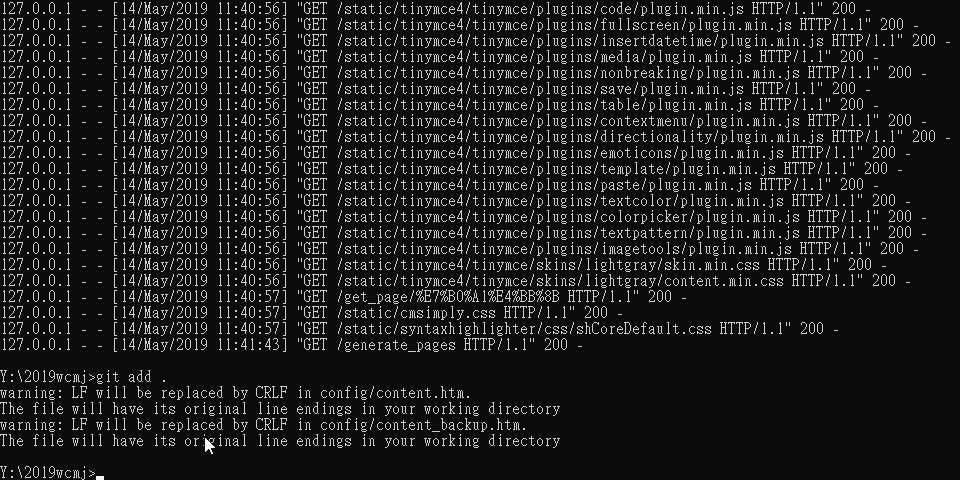 127.0.0.1 - - [14/May/2019 11:40:56] "GET /static/tinymce4/tinymce/plugins/code/plugin.min.js HTTP/1.1" 200 -
127.0.0.1 - - [14/May/2019 11:40:56] "GET /static/tinymce4/tinymce/plugins/fullscreen/plugin.min.js HTTP/1.1" 200 -
127.0.0.1 - - [14/May/2019 11:40:56] "GET /static/tinymce4/tinymce/plugins/insertdatetime/plugin.min.js HTTP/1.1" 200 -
127.0.0.1 - - [14/May/2019 11:40:56] "GET /static/tinymce4/tinymce/plugins/media/plugin.min.js HTTP/1.1" 200 -
127.0.0.1 - - [14/May/2019 11:40:56] "GET /static/tinymce4/tinymce/plugins/nonbreaking/plugin.min.js HTTP/1.1" 200 -
127.0.0.1 - - [14/May/2019 11:40:56] "GET /static/tinymce4/tinymce/plugins/save/plugin.min.js HTTP/1.1" 200 -
127.0.0.1 - - [14/May/2019 11:40:56] "GET /static/tinymce4/tinymce/plugins/table/plugin.min.js HTTP/1.1" 200 -
127.0.0.1 - - [14/May/2019 11:40:56] "GET /static/tinymce4/tinymce/plugins/contextmenu/plugin.min.js HTTP/1.1" 200 -
127.0.0.1 - - [14/May/2019 11:40:56] "GET /static/tinymce4/tinymce/plugins/directionality/plugin.min.js HTTP/1.1" 200 -
127.0.0.1 - - [14/May/2019 11:40:56] "GET /static/tinymce4/tinymce/plugins/emoticons/plugin.min.js HTTP/1.1" 200 -
127.0.0.1 - - [14/May/2019 11:40:56] "GET /static/tinymce4/tinymce/plugins/template/plugin.min.js HTTP/1.1" 200 -
127.0.0.1 - - [14/May/2019 11:40:56] "GET /static/tinymce4/tinymce/plugins/paste/plugin.min.js HTTP/1.1" 200 -
127.0.0.1 - - [14/May/2019 11:40:56] "GET /static/tinymce4/tinymce/plugins/textcolor/plugin.min.js HTTP/1.1" 200 -
127.0.0.1 - - [14/May/2019 11:40:56] "GET /static/tinymce4/tinymce/plugins/colorpicker/plugin.min.js HTTP/1.1" 200 -
127.0.0.1 - - [14/May/2019 11:40:56] "GET /static/tinymce4/tinymce/plugins/textpattern/plugin.min.js HTTP/1.1" 200 -
127.0.0.1 - - [14/May/2019 11:40:56] "GET /static/tinymce4/tinymce/plugins/imagetools/plugin.min.js HTTP/1.1" 200 -
127.0.0.1 - - [14/May/2019 11:40:56] "GET /static/tinymce4/tinymce/skins/lightgray/skin.min.css HTTP/1.1" 200 -
127.0.0.1 - - [14/May/2019 11:40:56] "GET /static/tinymce4/tinymce/skins/lightgray/content.min.css HTTP/1.1" 200 -
127.0.0.1 - - [14/May/2019 11:40:57] "GET /get_page/%E7%B0%A1%E4%BB%8B HTTP/1.1" 200 -
127.0.0.1 - - [14/May/2019 11:40:57] "GET /static/cmsimply.css HTTP/1.1" 200 -
127.0.0.1 - - [14/May/2019 11:40:57] "GET /static/syntaxhighlighter/css/shCoreDefault.css HTTP/1.1" 200 -
127.0.0.1 - - [14/May/2019 11:41:43] "GET /generate_pages HTTP/1.1" 200 -
Y:\2019wcmj>git add .
warning: LF will be replaced by CRLF in config/content.htm.
The file will have its original line endings in your working directory
warning: LF will be replaced by CRLF in config/content_backup.htm.
The file will have its original line endings in your working directory
Y:\2019wcmj>